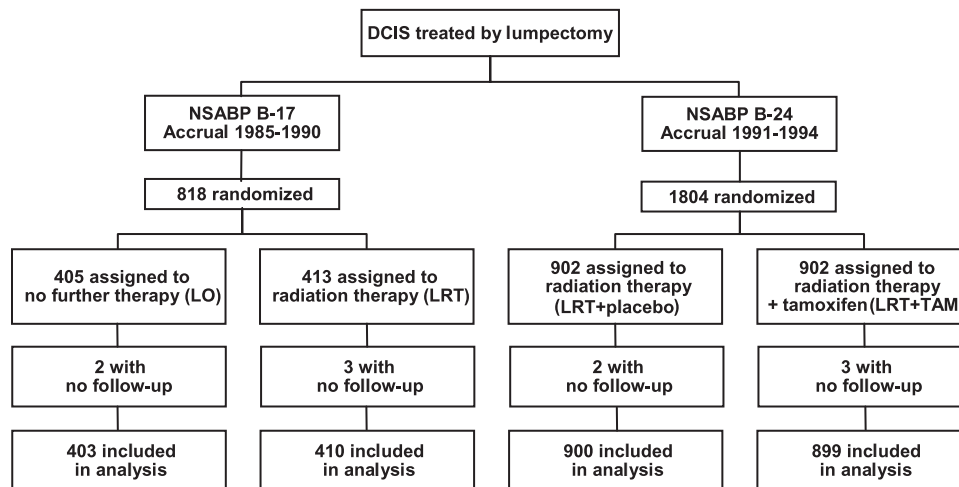 DCIS treated by lumpectomy
NSABP B-17
Accrual 1985-1990
NSABP B-24
Accrual 1991-1994
818 randomized
1804 randomized
405 assigned to
no further therapy (LO)
413 assigned to
radiation therapy (LRT)
902 assigned to
radiation therapy
(LRT+placebo)
902 assigned to
radiation therapy
+ tamoxifen (LRT+TAM
2 with
no follow-up
3 with
no follow-up
2 with
no follow-up
3 with
no follow-up
403 included
in analysis
410 included
in analysis
900 included
in analysis
899 included
in analysis